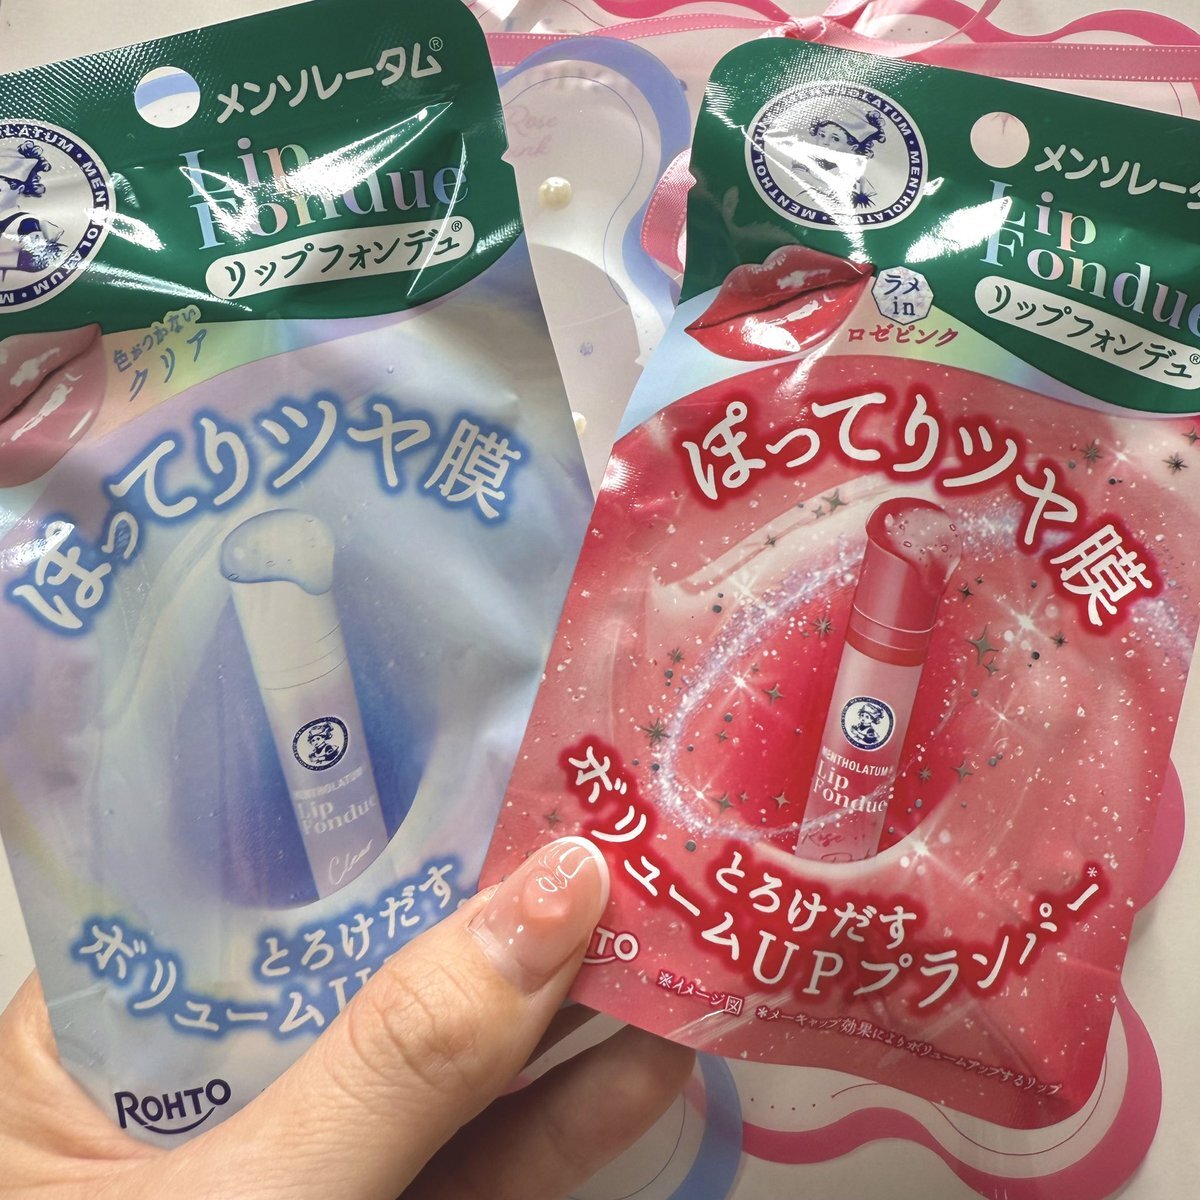 メンソレータム®
Lip
Fondue
リップフォンデュ®
色がつかない
クリア
ぽってりツヤ膜
MENTHOLATUM
Lip
Fondue
Clear
とろけだす
ボリュームU
ROHTO
MENTHOLATUM・MENTHOLATUM
メンソレータ
Lip
Fondue
リップフォンデュ®
ラメ
in
ロゼピンク
ぽってりツヤ膜
MENTHOLATUM
Lip
Fondue
Rose
とろけだす
ボリュームUPプランパー*
HTO
※イメージ図
*メーキャップ効果によりボリュームアップするリップ
Rose